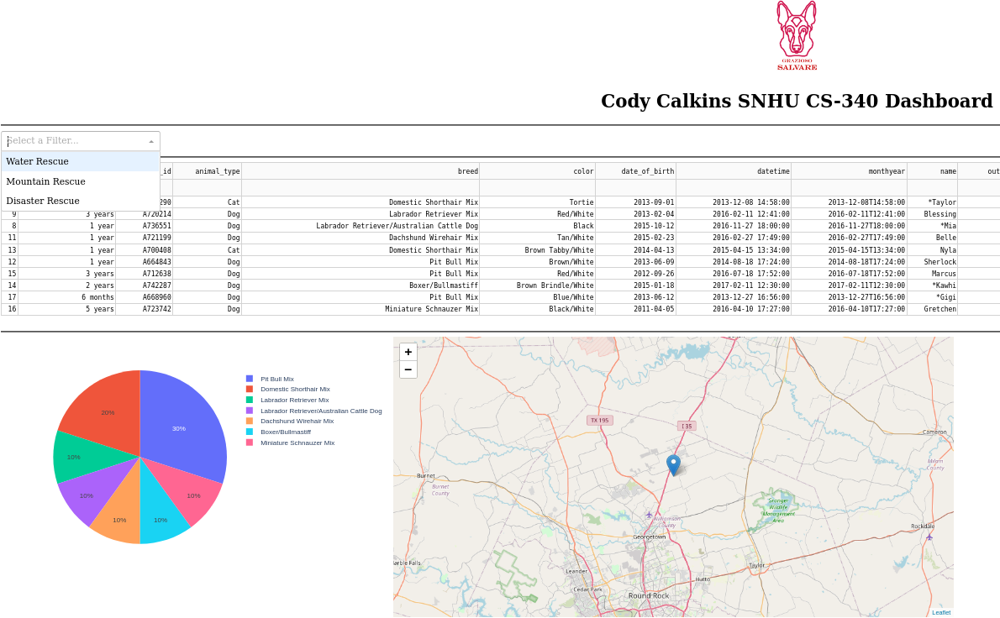 GRAZIOSO
SALVARE
Cody Calkins SNHU CS-340 Dashboard
Select a Filter...
Water Rescue
Mountain Rescue
Disaster Rescue
_id animal_type breed color date_of_birth datetime monthyear name out
290 Cat Domestic Shorthair Mix Tortie 2013-09-01 2013-12-08 14:58:00 2013-12-08T14:58:00 *Taylor
9 3 years A720214 Dog Labrador Retriever Mix Red/White 2013-02-04 2016-02-11 12:41:00 2016-02-11T12:41:00 Blessing
8 1 year A736551 Dog Labrador Retriever/Australian Cattle Dog Black 2015-10-12 2016-11-27 18:00:00 2016-11-27T18:00:00 *Mia
11 1 year A721199 Dog Dachshund Wirehair Mix Tan/White 2015-02-23 2016-02-27 17:49:00 2016-02-27T17:49:00 Belle
13 1 year A700408 Cat Domestic Shorthair Mix Brown Tabby/White 2014-04-13 2015-04-15 13:34:00 2015-04-15T13:34:00 Nyla
12 1 year A664843 Dog Pit Bull Mix Brown/White 2013-06-09 2014-08-18 17:24:00 2014-08-18T17:24:00 Sherlock
15 3 years A712638 Dog Pit Bull Mix Red/White 2012-09-26 2016-07-18 17:52:00 2016-07-18T17:52:00 Marcus
14 2 years A742287 Dog Boxer/Bullmastiff Brown Brindle/White 2015-01-18 2017-02-11 12:30:00 2017-02-11T12:30:00 *Kawhi
17 6 months A668960 Dog Pit Bull Mix Blue/White 2013-06-12 2013-12-27 16:56:00 2013-12-27T16:56:00 *Gigi
16 5 years A723742 Dog Miniature Schnauzer Mix Black/White 2011-04-05 2016-04-10 17:27:00 2016-04-10T17:27:00 Gretchen
30%
20%
10%
10%
10%
10%
10%
Pit Bull Mix
Domestic Shorthair Mix
Labrador Retriever Mix
Labrador Retriever/Australian Cattle Dog
Dachshund Wirehair Mix
Boxer/Bullmastiff
Miniature Schnauzer Mix
+
−
TX 195
I 35
Cameron
Milam
County
Burnet
Burnet
County
Granger
Wildlife
Management
Area
Williamson
County
Rockdale
Georgetown
arble Falls
Taylor
Leander
Hutto
Cedar Park
Round Rock
Leaflet